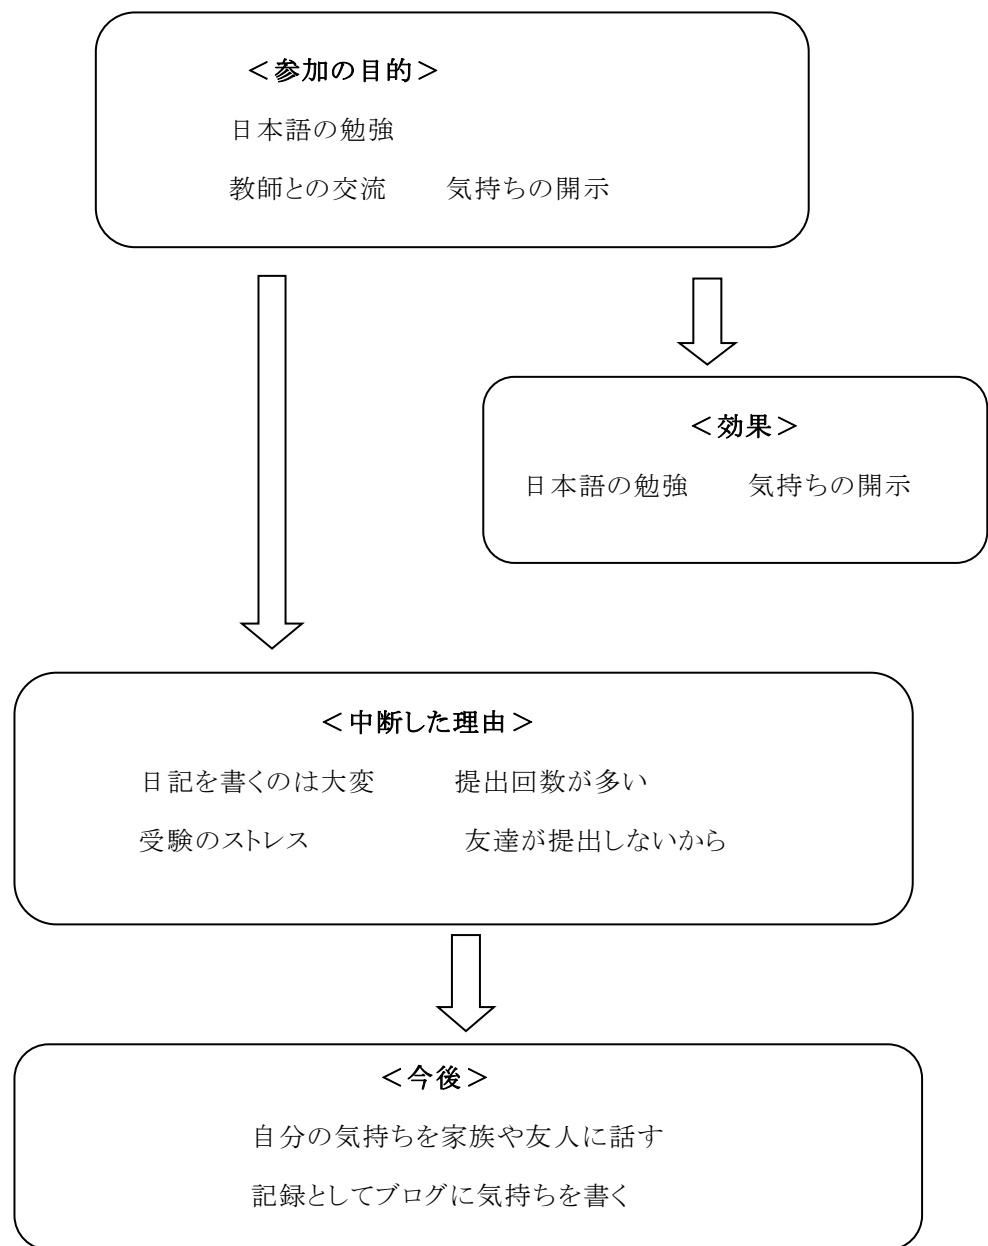 ＜参加の目的＞
日本語の勉強
教師との交流　　気持ちの開示
＜効果＞
日本語の勉強　　気持ちの開示
＜中断した理由＞
日記を書くのは大変　　提出回数が多い
受験のストレス　　友達が提出しないから
＜今後＞
自分の気持ちを家族や友人に話す
記録としてブログに気持ちを書く